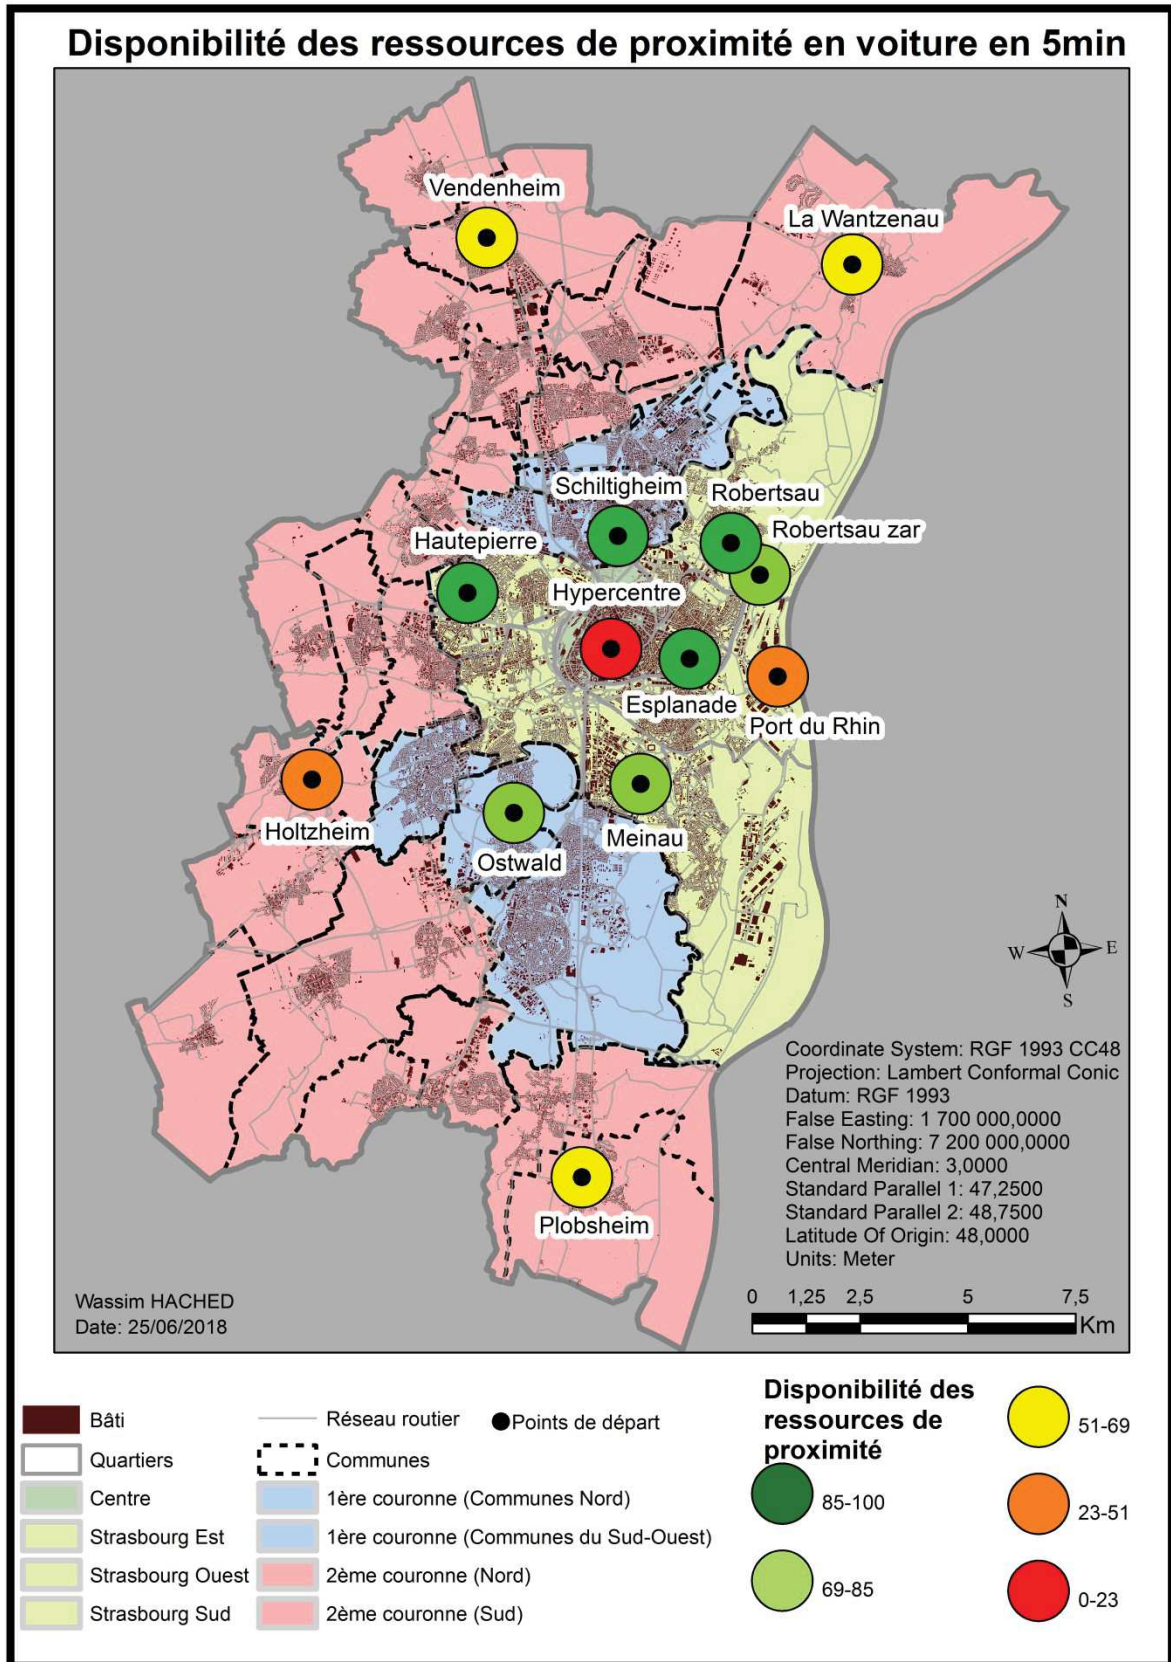 Disponibilité des ressources de proximité en voiture en 5min
Vendenheim
La Wantzenau
Schiltigheim
Robertsau
Robertsau zar
Hautepierre
Hypercentre
Esplanade
Port du Rhin
Holtzheim
Ostwald
Meinau
Plobsheim
N
W
E
S
Coordinate System: RGF 1993 CC48
Projection: Lambert Conformal Conic
Datum: RGF 1993
False Easting: 1 700 000,0000
False Northing: 7 200 000,0000
Central Meridian: 3,0000
Standard Parallel 1: 47,2500
Standard Parallel 2: 48,7500
Latitude Of Origin: 48,0000
Units: Meter
Wassim HACHED
Date: 25/06/2018
0 1,25 2,5 5 7,5
Km
Bâti
Quartiers
Centre
Strasbourg Est
Strasbourg Ouest
Strasbourg Sud
Réseau routier
Communes
1ère couronne (Communes Nord)
1ère couronne (Communes du Sud-Ouest)
2ème couronne (Nord)
2ème couronne (Sud)
Points de départ
Disponibilité des
ressources de
proximité
85-100
69-85
51-69
23-51
0-23